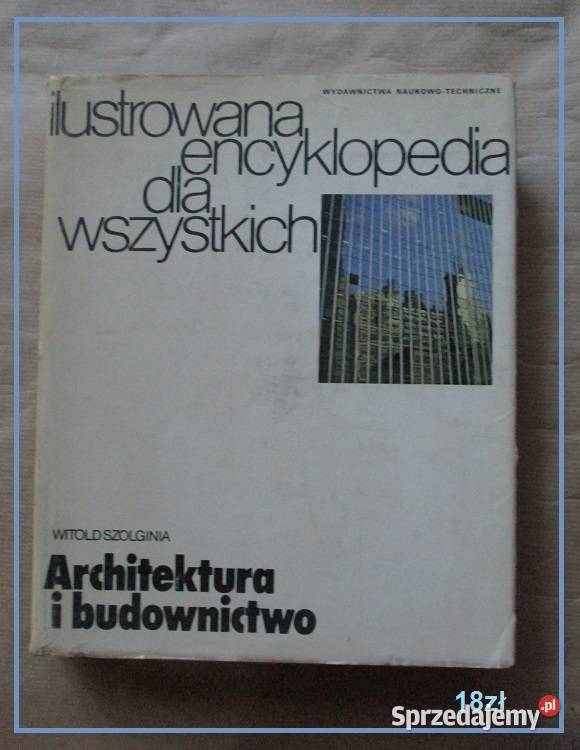 WYDAWNICTWA NAUKOWO-TECHNICZNE
ilustrowana
encyklopedia
dla
wszystkich
WITOLD SZOLGINIA
Architektura
i budownictwo
18zł
Sprzedajemy.pl